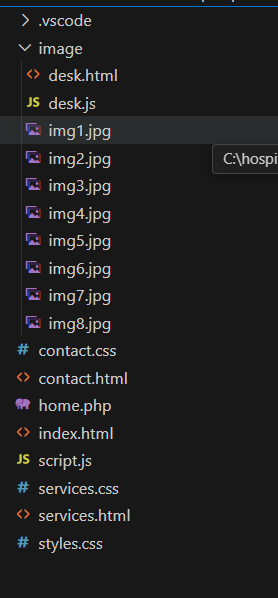 .vscode
image
<> desk.html
JS desk.js
img1.jpg
C:\hospi
img2.jpg
img3.jpg
img4.jpg
img5.jpg
img6.jpg
img7.jpg
img8.jpg
# contact.css
<> contact.html
home.php
<> index.html
JS script.js
# services.css
<> services.html
# styles.css